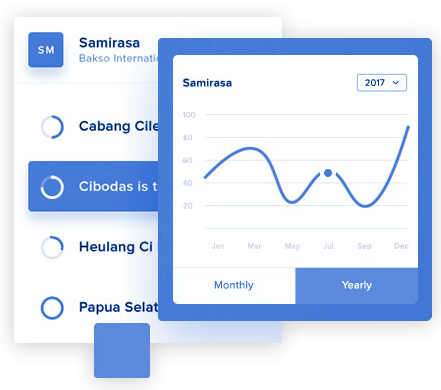 SM
Samirasa
Bakso Internati
Cabang Cile
Cibodas is t
Heulang Ci
Papua Selat
Samirasa
2017
100
80
60
40
20
Jan Mar May Jul Sep Dec
Monthly Yearly